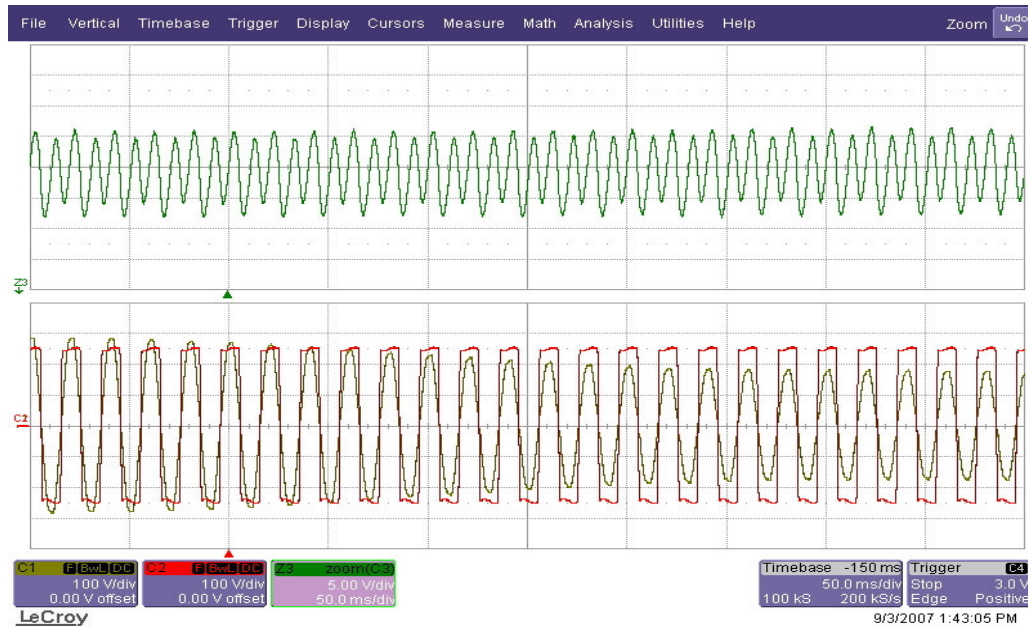 File Vertical Timebase Trigger Display Cursors Measure Math Analysis Utilities Help Zoom Undo
Z3
C2
C1 F BwL DC
100 V/div
0.00 V offset
C2 F BwL DC
100 V/div
0.00 V offset
Z3 zoom(C3)
5.00 V/div
50.0 ms/div
Timebase -150 ms
50.0 ms/div
100 kS 200 kS/s
Trigger C4
Stop 3.0 V
Edge Positive
LeCroy
9/3/2007 1:43:05 PM